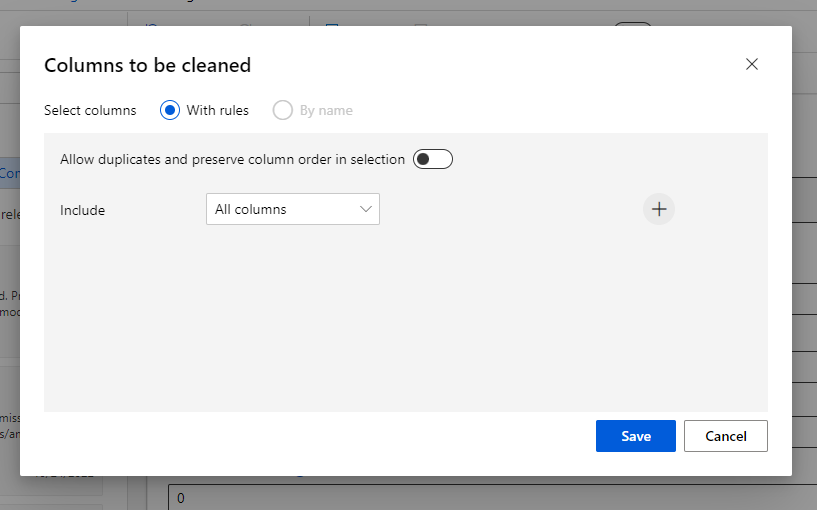 Columns to be cleaned
Select columns With rules By name
Allow duplicates and preserve column order in selection
Include All columns
Save Cancel
0